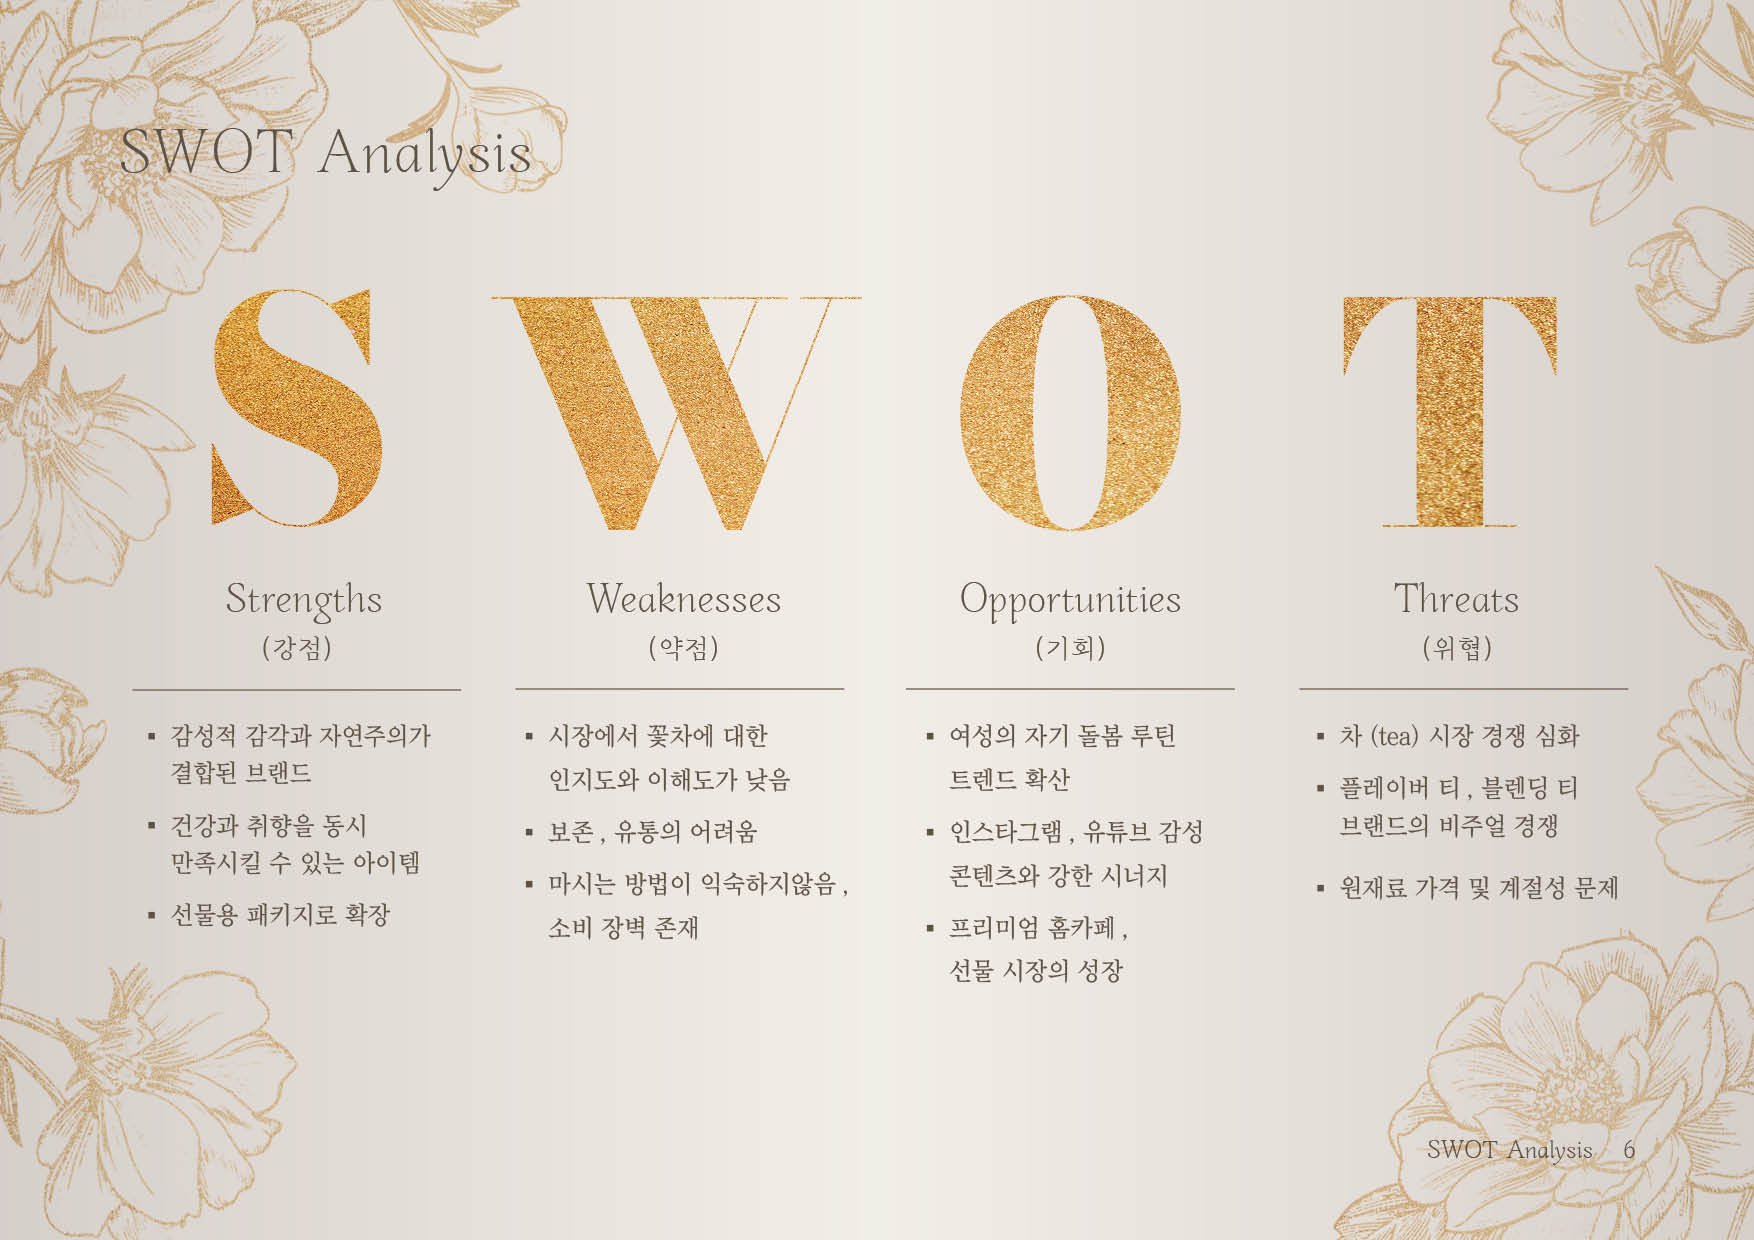 SWOT Analysis
S W O T
Strengths
(강점)
▪ 감성적 감각과 자연주의가
결합된 브랜드
▪ 건강과 취향을 동시
만족시킬 수 있는 아이템
▪ 선물용 패키지로 확장
Weaknesses
(약점)
▪ 시장에서 꽃차에 대한
인지도와 이해도가 낮음
▪ 보존, 유통의 어려움
▪ 마시는 방법이 익숙하지않음,
소비 장벽 존재
Opportunities
(기회)
▪ 여성의 자기 돌봄 루틴
트렌드 확산
▪ 인스타그램, 유튜브 감성
콘텐츠와 강한 시너지
▪ 프리미엄 홈카페,
선물 시장의 성장
Threats
(위협)
▪ 차 (tea) 시장 경쟁 심화
▪ 플레이버 티, 블렌딩 티
브랜드의 비주얼 경쟁
▪ 원재료 가격 및 계절성 문제
SWOT Analysis 6